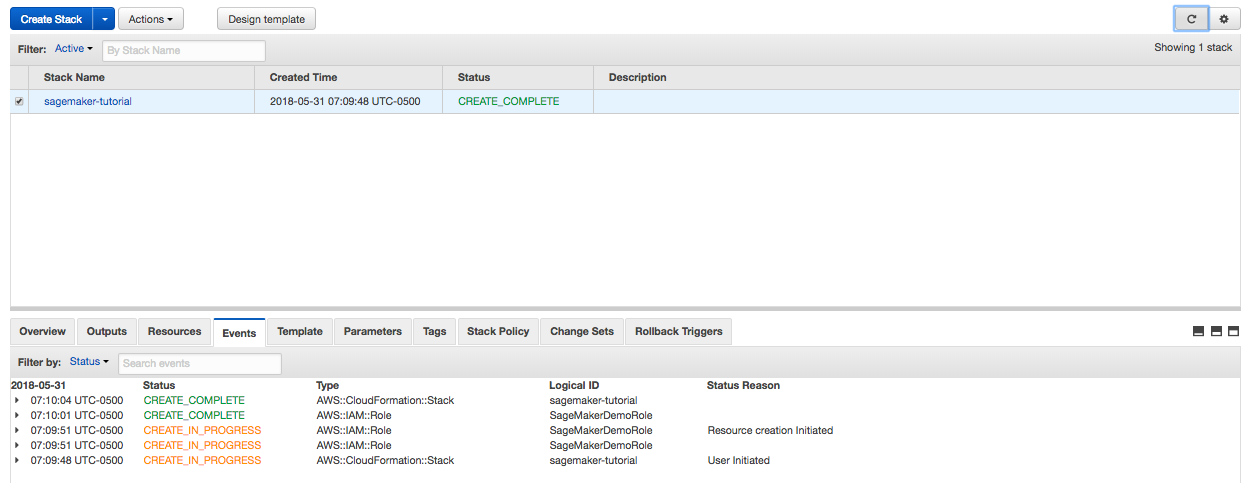 Create Stack Actions Design template
Filter: Active By Stack Name Showing 1 stack
Stack Name Created Time Status Description
sagemaker-tutorial 2018-05-31 07:09:48 UTC-0500 CREATE_COMPLETE
Overview Outputs Resources Events Template Parameters Tags Stack Policy Change Sets Rollback Triggers
Filter by: Status Search events
2018-05-31 Status Type Logical ID Status Reason
07:10:04 UTC-0500 CREATE_COMPLETE AWS::CloudFormation::Stack sagemaker-tutorial
07:10:01 UTC-0500 CREATE_COMPLETE AWS::IAM::Role SageMakerDemoRole
07:09:51 UTC-0500 CREATE_IN_PROGRESS AWS::IAM::Role SageMakerDemoRole Resource creation Initiated
07:09:51 UTC-0500 CREATE_IN_PROGRESS AWS::IAM::Role SageMakerDemoRole
07:09:48 UTC-0500 CREATE_IN_PROGRESS AWS::CloudFormation::Stack sagemaker-tutorial User Initiated